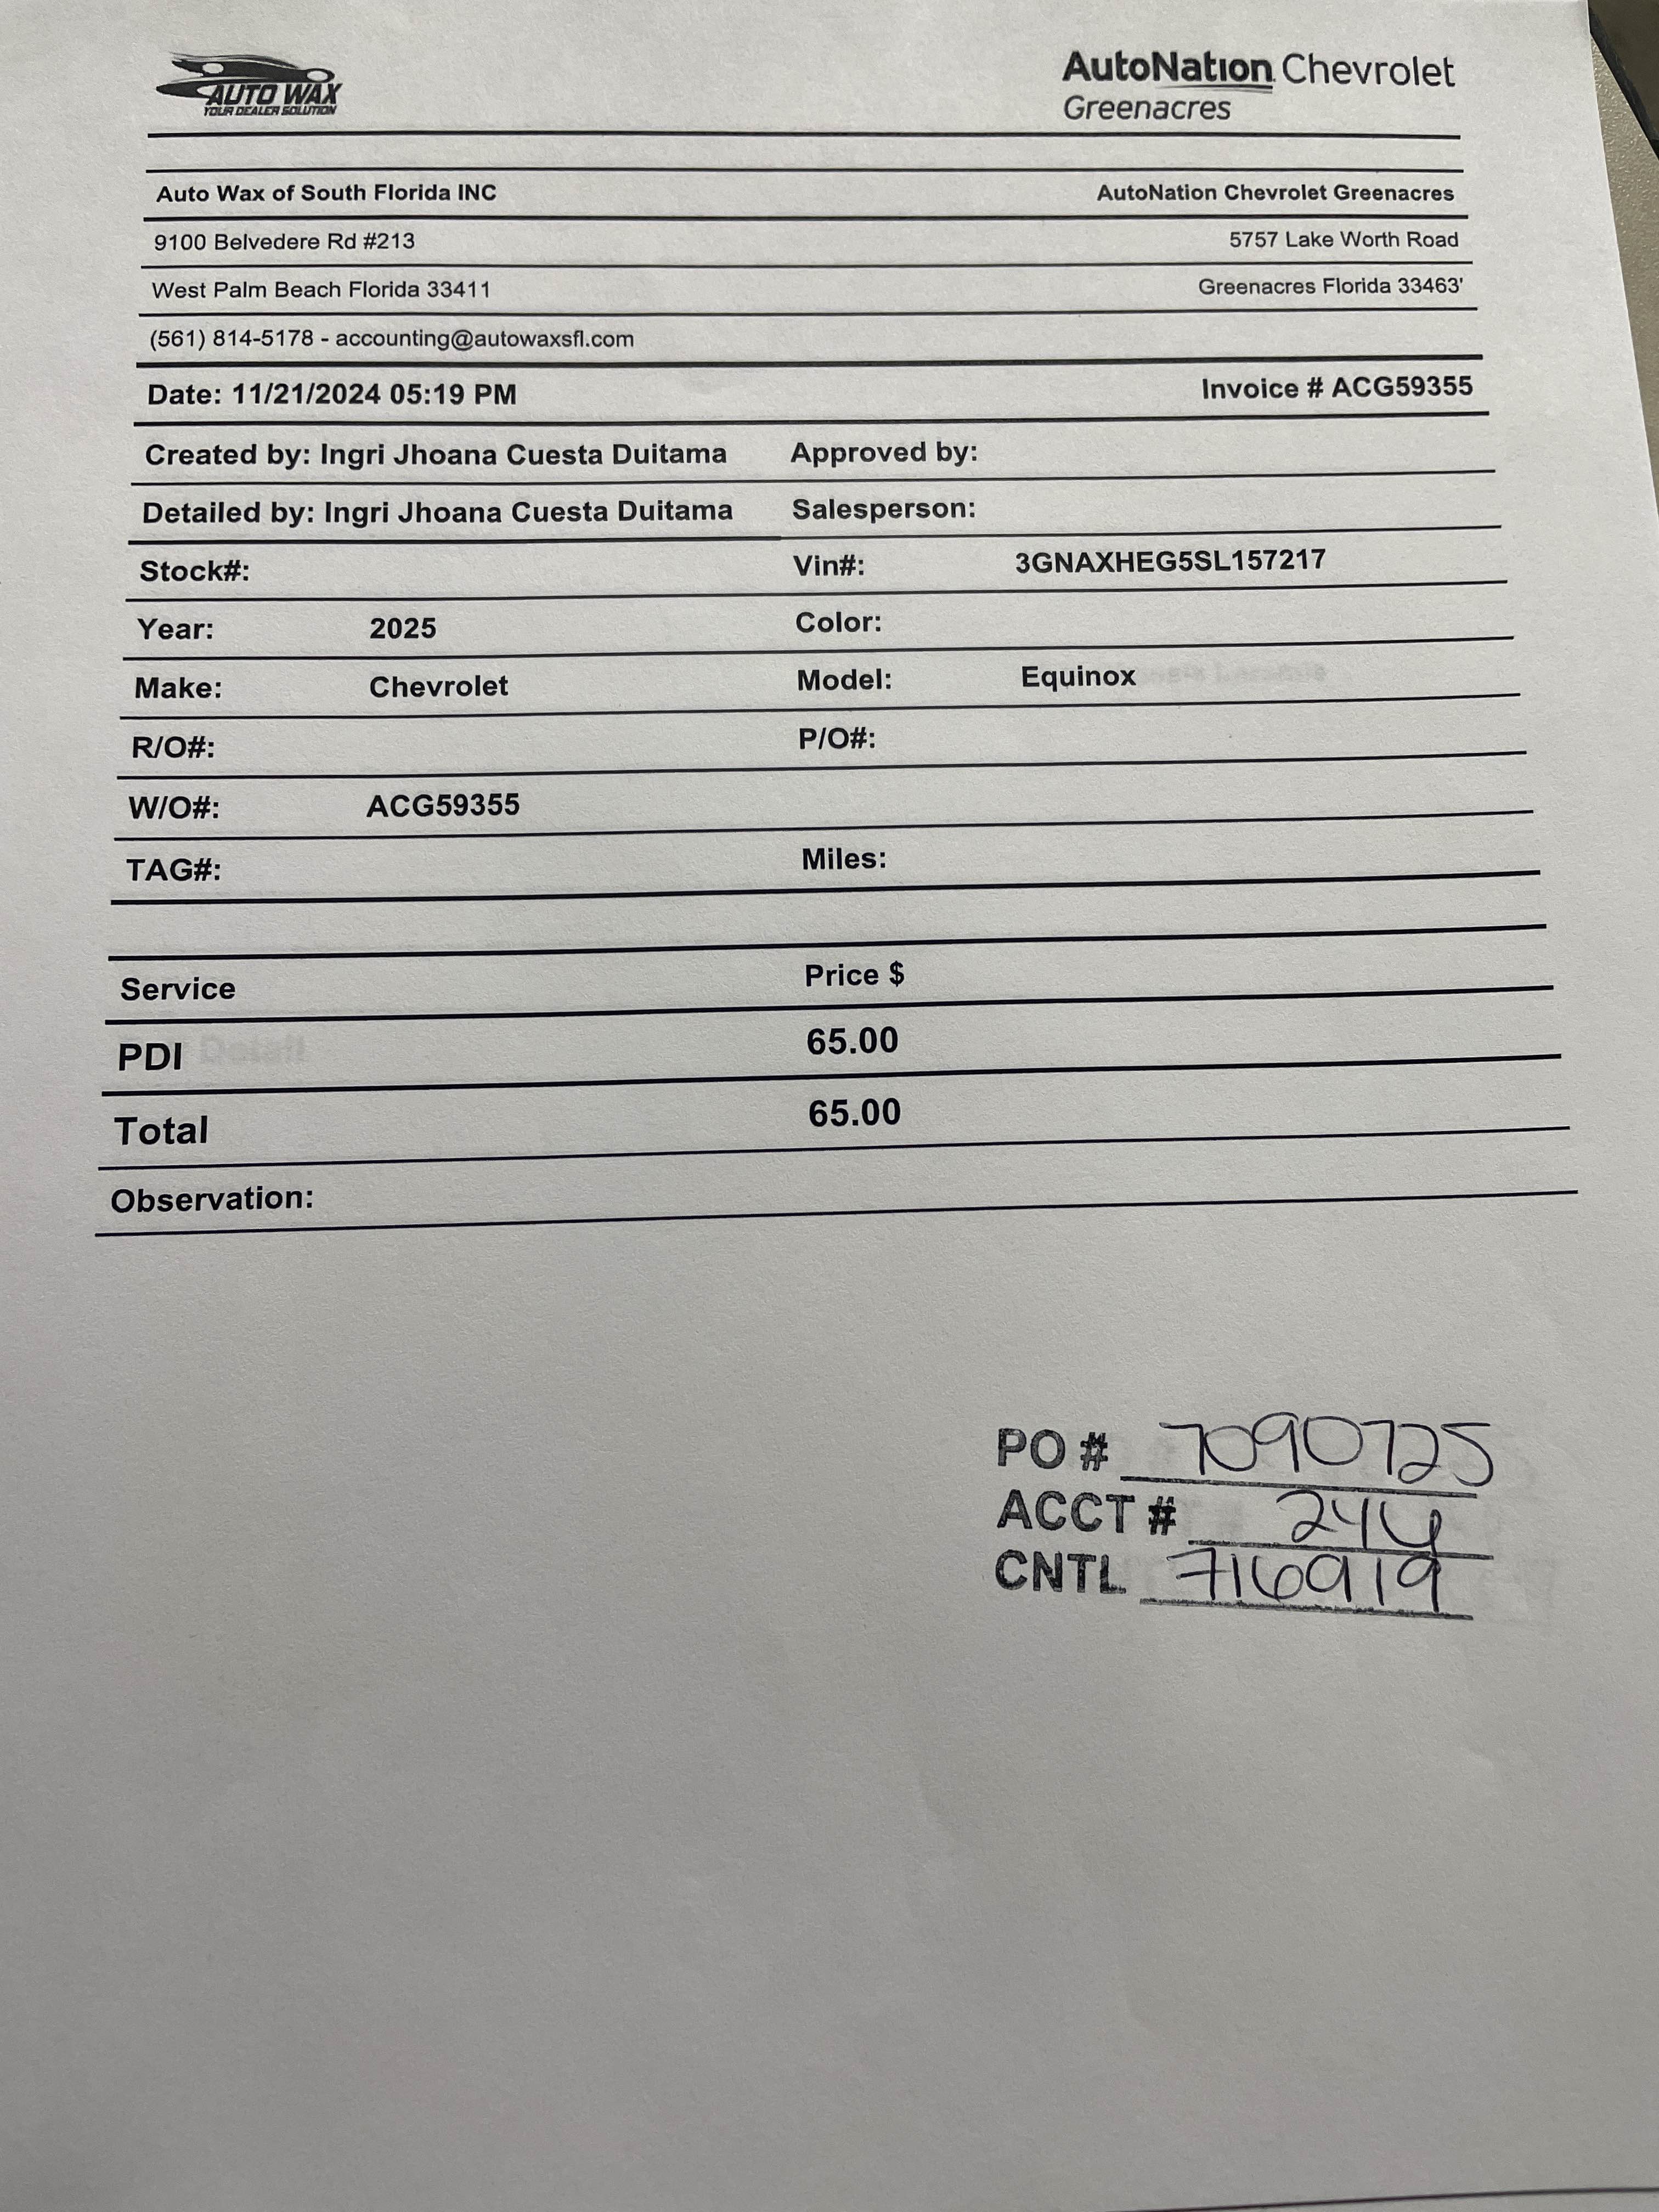 AUTO WAX
YOUR DEALER SOLUTION
AutoNation Chevrolet
Greenacres
Auto Wax of South Florida INC AutoNation Chevrolet Greenacres
9100 Belvedere Rd #213 5757 Lake Worth Road
West Palm Beach Florida 33411 Greenacres Florida 33463'
(561) 814-5178 - accounting@autowaxsfl.com
Date: 11/21/2024 05:19 PM Invoice # ACG59355
Created by: Ingri Jhoana Cuesta Duitama Approved by:
Detailed by: Ingri Jhoana Cuesta Duitama Salesperson:
Stock#: Vin#: 3GNAXHEG5SL157217
Year: 2025 Color:
Make: Chevrolet Model: Equinox
R/O#: P/O#:
W/O#: ACG59355
TAG#: Miles:
Service Price $
PDI 65.00
Total 65.00
Observation:
PO # 7090725
ACCT #
CNTL 716919